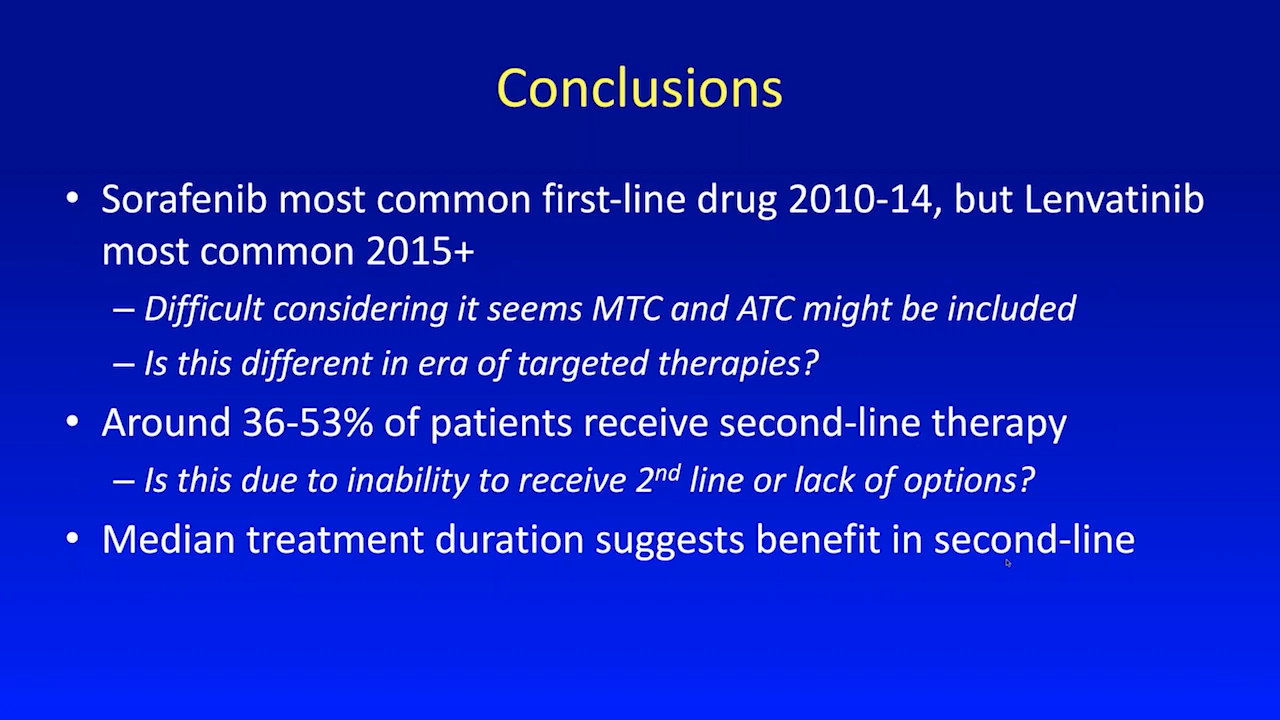 Conclusions
• Sorafenib most common first-line drug 2010-14, but Lenvatinib
most common 2015+
– Difficult considering it seems MTC and ATC might be included
– Is this different in era of targeted therapies?
• Around 36-53% of patients receive second-line therapy
– Is this due to inability to receive 2nd line or lack of options?
• Median treatment duration suggests benefit in second-line